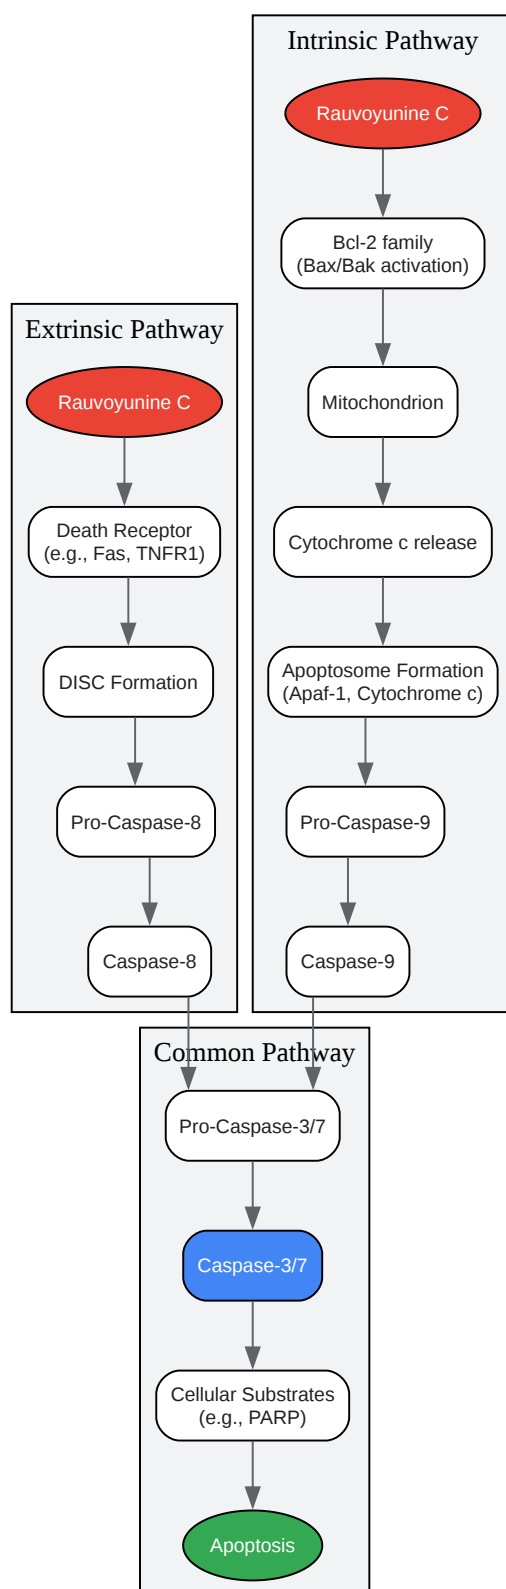 Intrinsic Pathway
Rauvoyunine C
Bcl-2 family
(Bax/Bak activation)
Mitochondrion
Cytochrome c release
Apoptosome Formation
(Apaf-1, Cytochrome c)
Pro-Caspase-9
Caspase-9
Extrinsic Pathway
Rauvoyunine C
Death Receptor
(e.g., Fas, TNFR1)
DISC Formation
Pro-Caspase-8
Caspase-8
Common Pathway
Pro-Caspase-3/7
Caspase-3/7
Cellular Substrates
(e.g., PARP)
Apoptosis